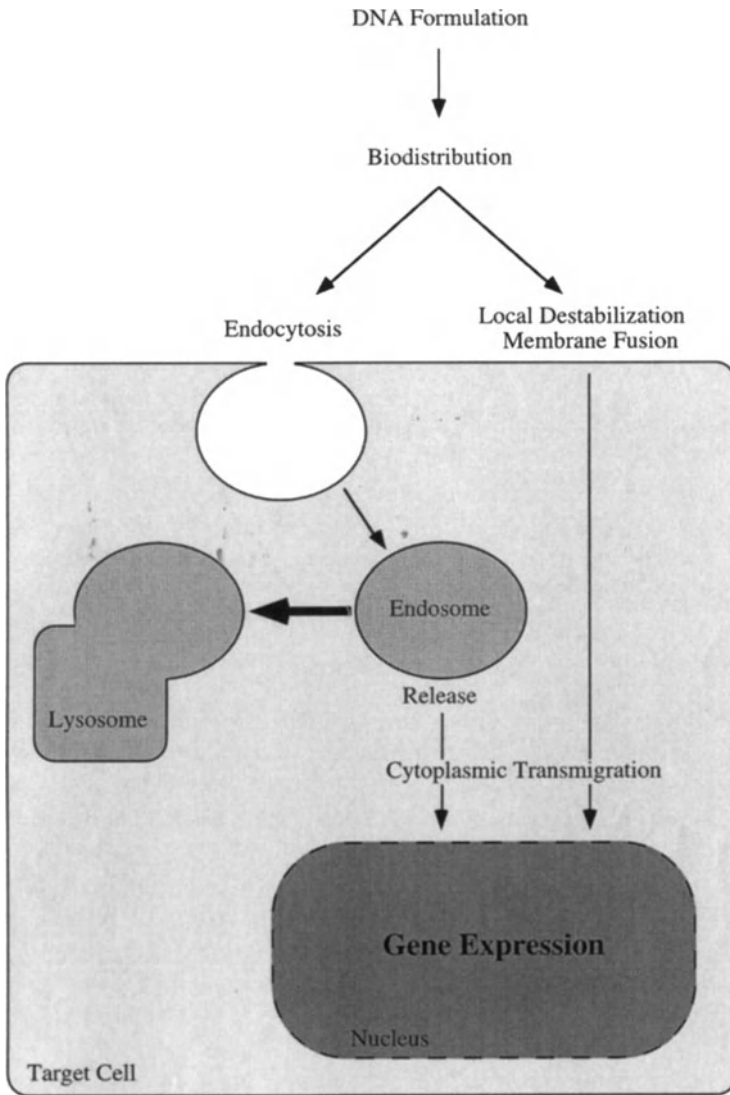 DNA Formulation
Biodistribution
Endocytosis
Local Destabilization
Membrane Fusion
Endosome
Lysosome
Release
Cytoplasmic Transmigration
Gene Expression
Nucleus
Target Cell